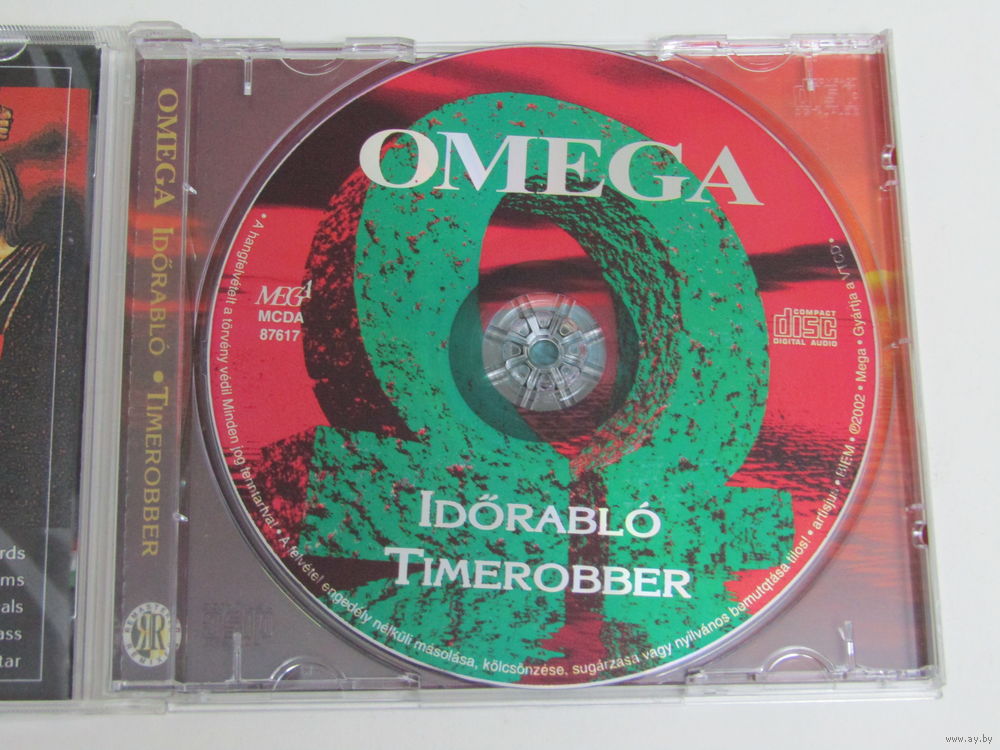 OMEGA IDŐRABLÓ • TIMEROBBER
OMEGA
MEGA
MCDA
87617
COMPACT
disc
DIGITAL AUDIO
IDŐRABLÓ
TIMEROBBER
• A hangfelvételt a törvény védi! Minden jog fenntartva! • A felvétel engedély nélküli másolása, kölcsönzése, sugárzása vagy nyilvános bemutatása tilos! • artisjus • BIEM • ©2002 • Mega • Gyártja a VTCD •
rds
ms
als
ass
tar
www.ay.by